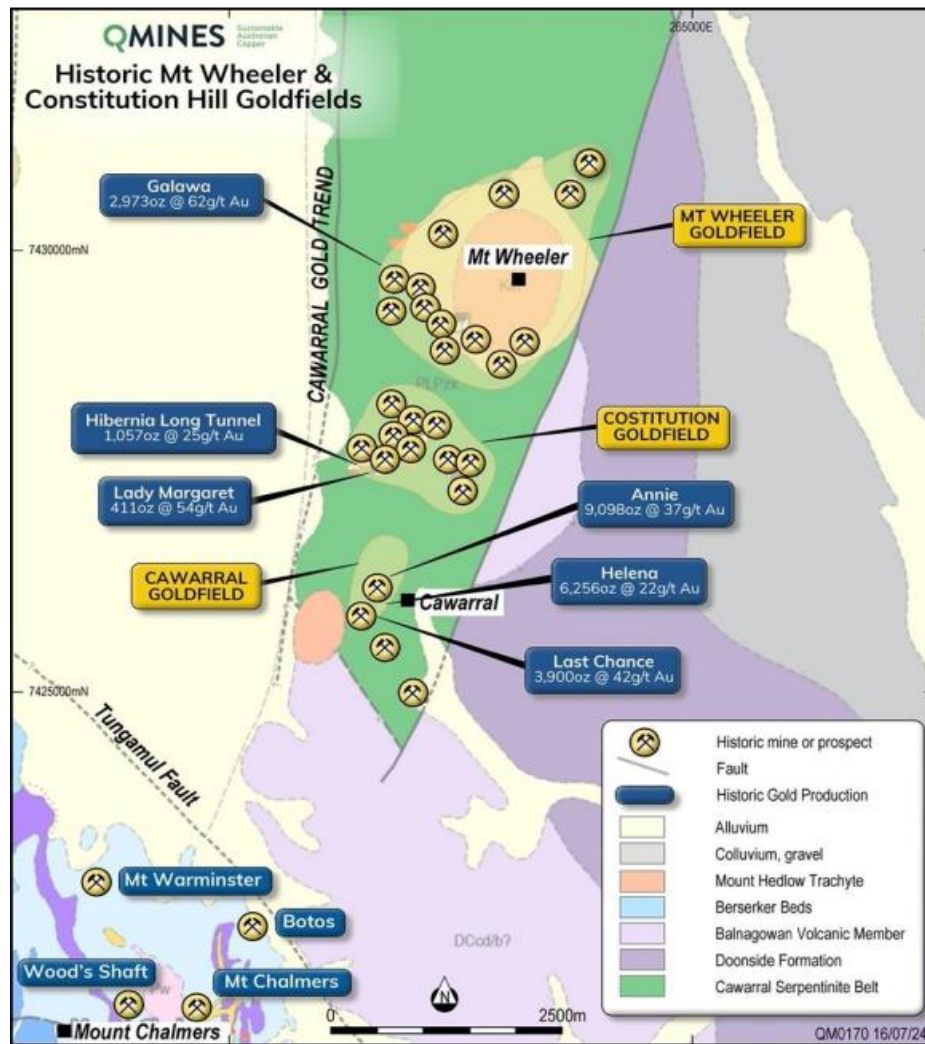 QMINES Sustainable
Australian
Copper
Historic Mt Wheeler &
Constitution Hill Goldfields
265000E
Galawa
2,973oz @ 62g/t Au
CAWARRAL GOLD TREND
MT WHEELER
GOLDFIELD
7430000mN
Mt Wheeler
PLPzs
Hibernia Long Tunnel
1,057oz @ 25g/t Au
COSTITUTION
GOLDFIELD
Lady Margaret
411oz @ 54g/t Au
Annie
9,098oz @ 37g/t Au
CAWARRAL
GOLDFIELD
Helena
6,256oz @ 22g/t Au
Cawarral
Last Chance
3,900oz @ 42g/t Au
7425000mN
Tungamul Fault
Historic mine or prospect
Fault
Historic Gold Production
Alluvium
Colluvium, gravel
Mount Hedlow Trachyte
Berserker Beds
Balnagowan Volcanic Member
Doonside Formation
Cawarral Serpentinite Belt
Mt Warminster
Botos
DCod/b?
Wood's Shaft
Mt Chalmers
N
0 2500m
Mount Chalmers
QM0170 16/07/24